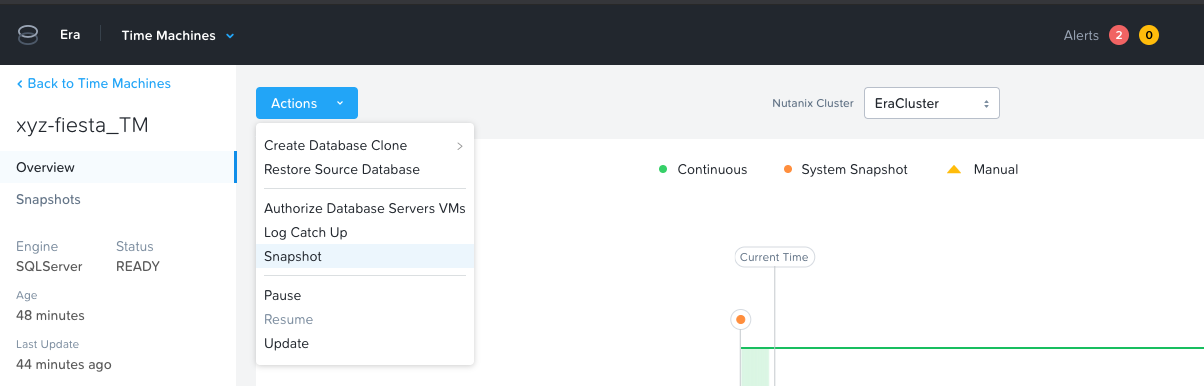 Era
Time Machines
Alerts 2 0
Back to Time Machines
xyz-fiesta_TM
Overview
Snapshots
Engine Status
SQLServer READY
Age
48 minutes
Last Update
44 minutes ago
Actions
Nutanix Cluster EraCluster
Create Database Clone
Restore Source Database
Authorize Database Servers VMs
Log Catch Up
Snapshot
Pause
Resume
Update
Continuous System Snapshot Manual
Current Time